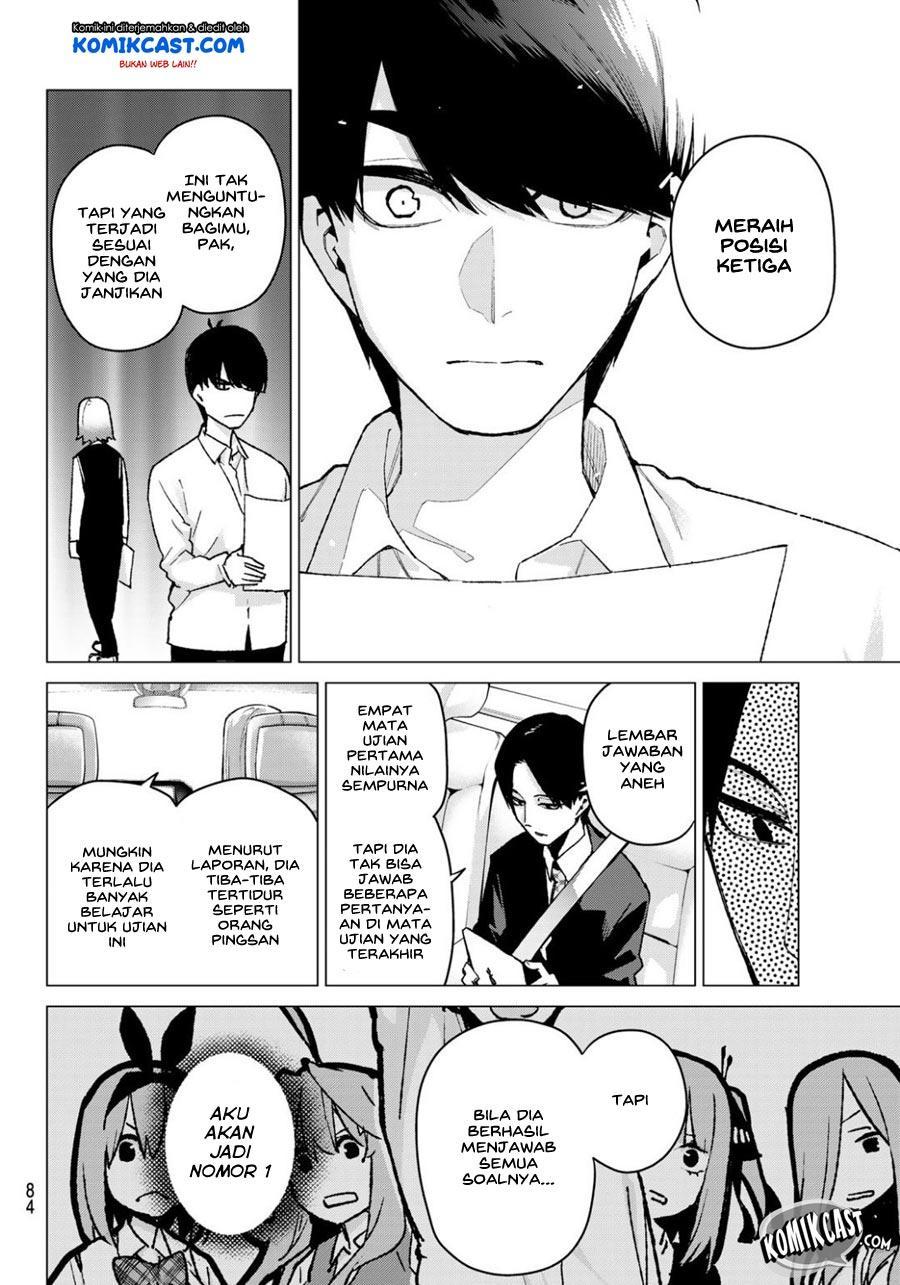 Komik ini diterjemahkan & diedit oleh
KOMIKCAST.COM
BUKAN WEB LAIN!!
MERAIH
POSISI
KETIGA
INI TAK
MENGUNTU-
NGKAN
BAGIMU,
PAK,
TAPI YANG
TERJADI
SESUAI
DENGAN
YANG DIA
JANJIKAN
LEMBAR
JAWABAN
YANG
ANEH
EMPAT
MATA
UJIAN
PERTAMA
NILAINYA
SEMPURNA
TAPI DIA
TAK BISA
JAWAB
BEBERAPA
PERTANYA-
AN DI MATA
UJIAN YANG
TERAKHIR
MENURUT
LAPORAN, DIA
TIBA-TIBA
TERTIDUR
SEPERTI
ORANG
PINGSAN
MUNGKIN
KARENA DIA
TERLALU
BANYAK
BELAJAR
UNTUK UJIAN
INI
TAPI
BILA DIA
BERHASIL
MENJAWAB
SEMUA
SOALNYA...
AKU
AKAN
JADI
NOMOR 1
84
KOMIKCAST.COM